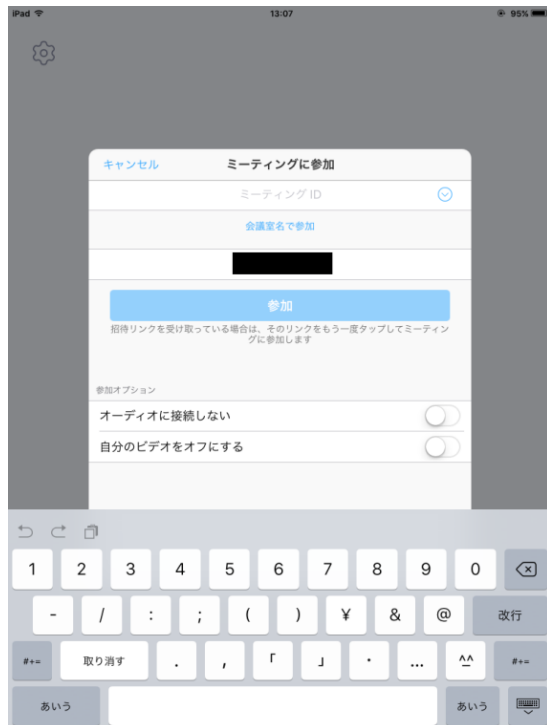 iPad 13:07 95%
キャンセル ミーティングに参加
ミーティング ID
会議室名で参加
参加
招待リンクを受け取っている場合は、そのリンクをもう一度タップしてミーティン
グに参加します
参加オプション
オーディオに接続しない
自分のビデオをオフにする
1 2 3 4 5 6 7 8 9 0
- / : ; ( ) ¥ & @ 改行
#+= 取り消す . , 「 」 ・ … ^^ #+=
あいう あいう